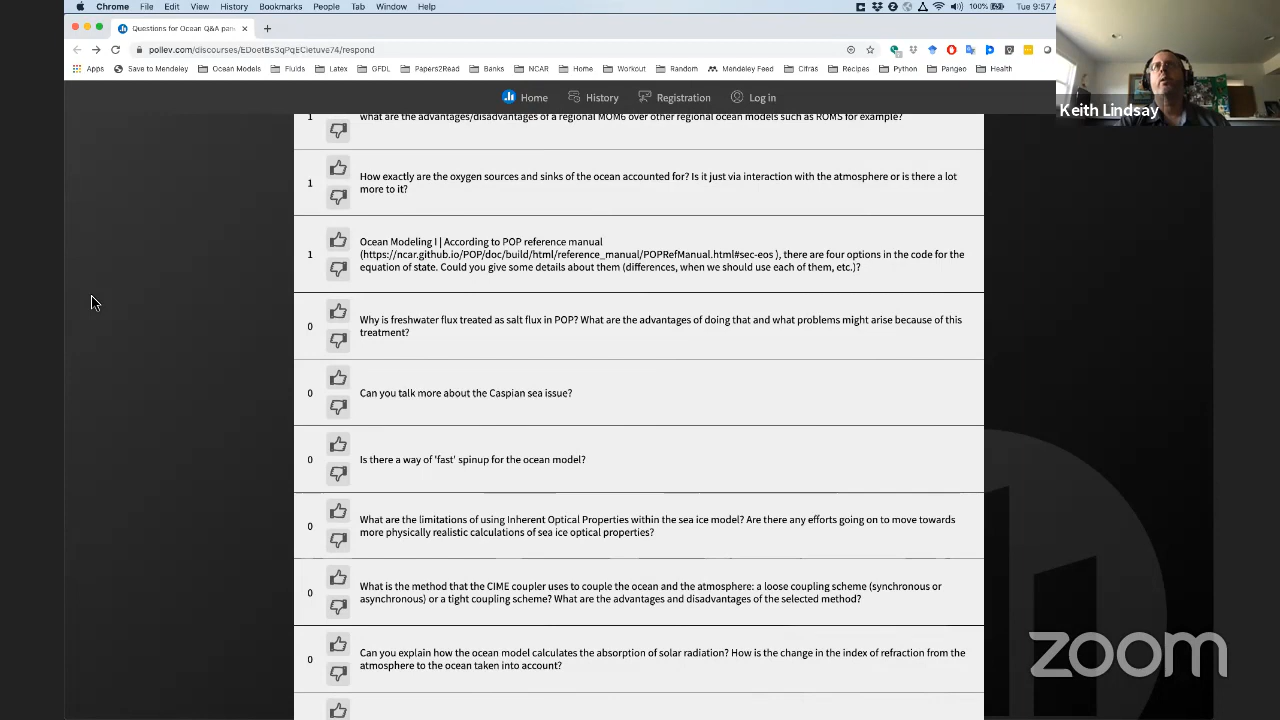 Chrome File Edit View History Bookmarks People Tab Window Help
100% Tue 9:57 A
Questions for Ocean Q&A pan
pollev.com/discourses/EDoetBs3qPqECietuve74/respond
Apps Save to Mendeley Ocean Models Fluids Latex GFDL Papers2Read Banks NCAR Home Workout Random Mendeley Feed Cifras Recipes Python Pangeo Health
Keith Lindsay
Home History Registration Log in
1 what are the advantages/disadvantages of a regional MOM6 over other regional ocean models such as ROMS for example?
How exactly are the oxygen sources and sinks of the ocean accounted for? Is it just via interaction with the atmosphere or is there a lot
1 more to it?
Ocean Modeling I | According to POP reference manual
1 (https://ncar.github.io/POP/doc/build/html/reference_manual/POPRefManual.html#sec-eos ), there are four options in the code for the
equation of state. Could you give some details about them (differences, when we should use each of them, etc.)?
Why is freshwater flux treated as salt flux in POP? What are the advantages of doing that and what problems might arise because of this
0 treatment?
0 Can you talk more about the Caspian sea issue?
0 Is there a way of 'fast' spinup for the ocean model?
What are the limitations of using Inherent Optical Properties within the sea ice model? Are there any efforts going on to move towards
0 more physically realistic calculations of sea ice optical properties?
What is the method that the CIME coupler uses to couple the ocean and the atmosphere: a loose coupling scheme (synchronous or
0 asynchronous) or a tight coupling scheme? What are the advantages and disadvantages of the selected method?
Can you explain how the ocean model calculates the absorption of solar radiation? How is the change in the index of refraction from the
0 atmosphere to the ocean taken into account?
zoom